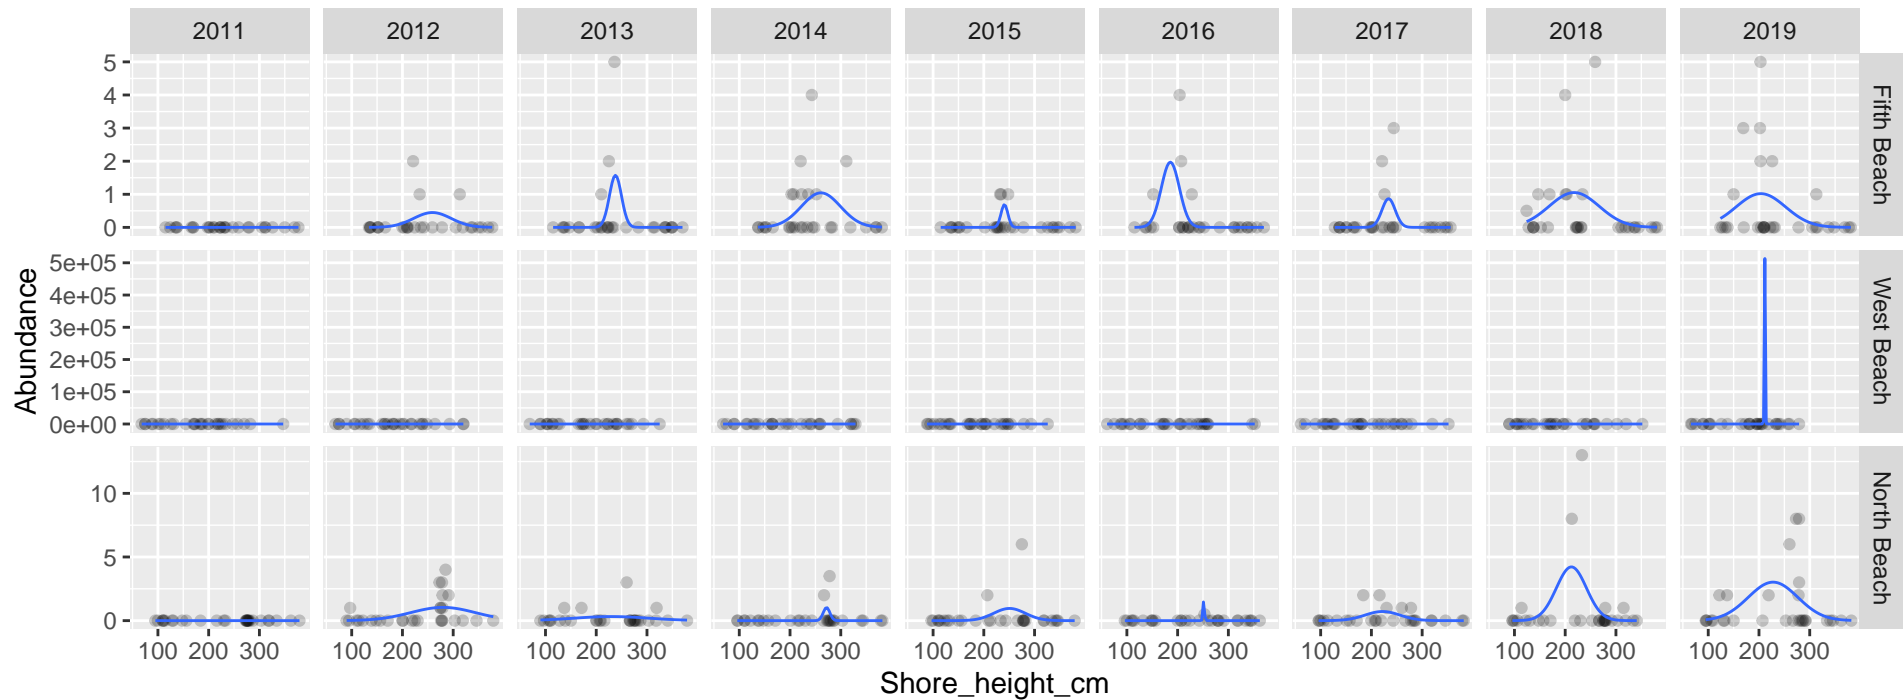 2011 2012 2013 2014 2015 2016 2017 2018 2019
5
4
3
2
1
0
Fifth Beach
5e+05
4e+05
3e+05
2e+05
1e+05
0e+00
West Beach
10
5
0
North Beach
100 200 300 100 200 300 100 200 300 100 200 300 100 200 300 100 200 300 100 200 300 100 200 300 100 200 300
Shore_height_cm
Abundance